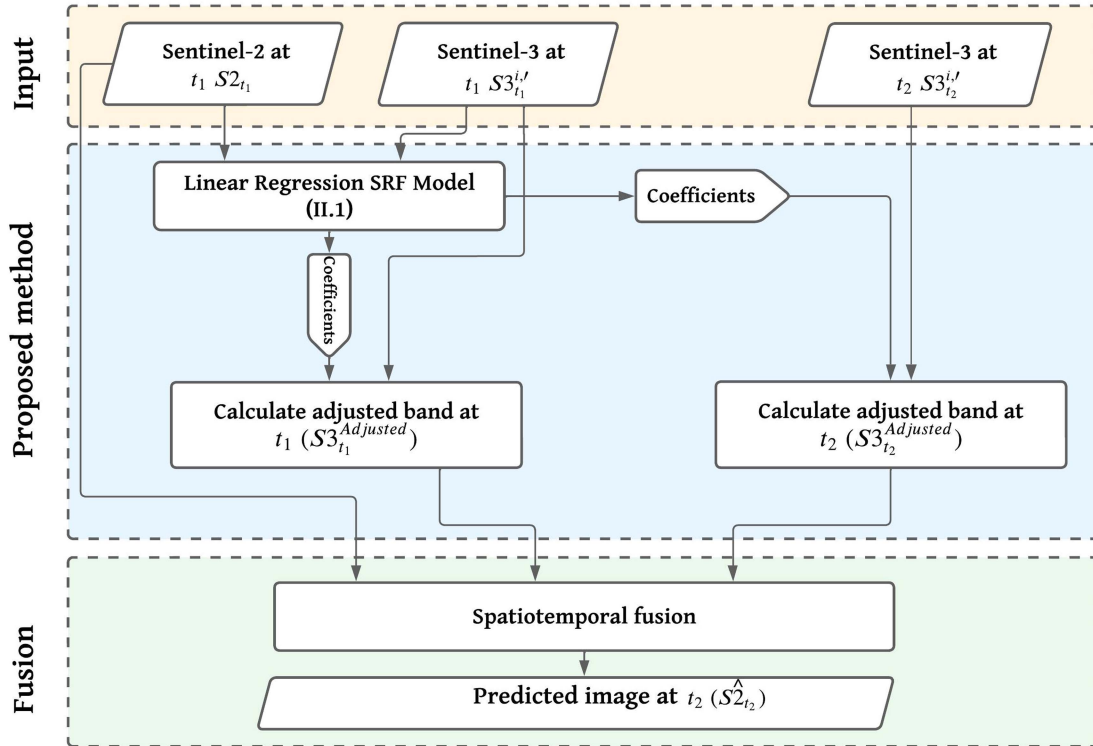 Input
Sentinel-2 at
t₁ S2ₜ₁
Sentinel-3 at
t₁ S3ₜ₁^{i,′}
Sentinel-3 at
t₂ S3ₜ₂^{i,′}
Proposed method
Linear Regression SRF Model
(II.1)
Coefficients
Coefficients
Calculate adjusted band at
t₁ (S3ₜ₁^{Adjusted})
Calculate adjusted band at
t₂ (S3ₜ₂^{Adjusted})
Fusion
Spatiotemporal fusion
Predicted image at t₂ (Ŝ2ₜ₂)